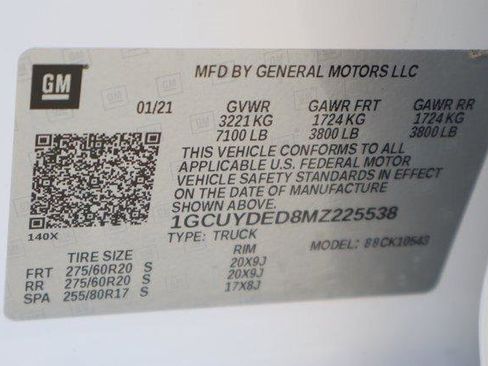 GM
MFD BY GENERAL MOTORS LLC
01/21 GVWR GAWR FRT GAWR RR
3221 KG 1724 KG 1724 KG
7100 LB 3800 LB 3800 LB
THIS VEHICLE CONFORMS TO ALL
APPLICABLE U.S. FEDERAL MOTOR
VEHICLE SAFETY STANDARDS IN EFFECT
ON THE DATE OF MANUFACTURE
SHOWN ABOVE.
1GCUYDED8MZ225538
140X TYPE: TRUCK MODEL: 88CK10543
TIRE SIZE RIM
FRT 275/60R20 S 20X9J
RR 275/60R20 S 20X9J
SPA 255/80R17 S 17X8J